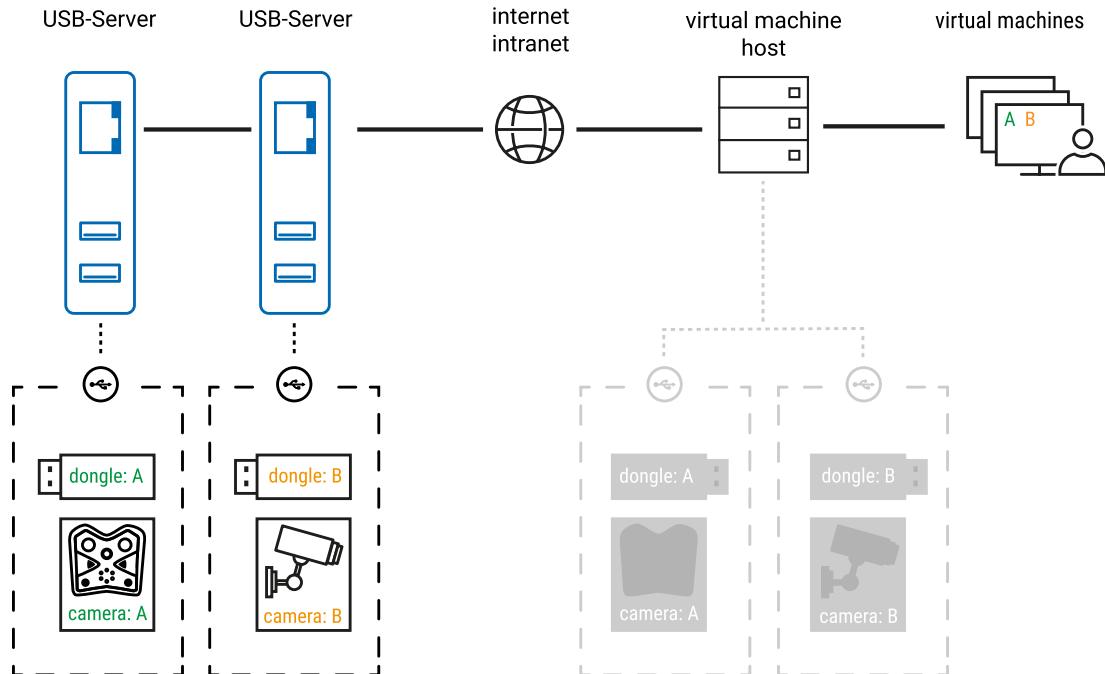 USB-Server
USB-Server
internet
intranet
virtual machine
host
virtual machines
A B
dongle: A
dongle: B
dongle: A
dongle: B
camera: A
camera: B
camera: A
camera: B